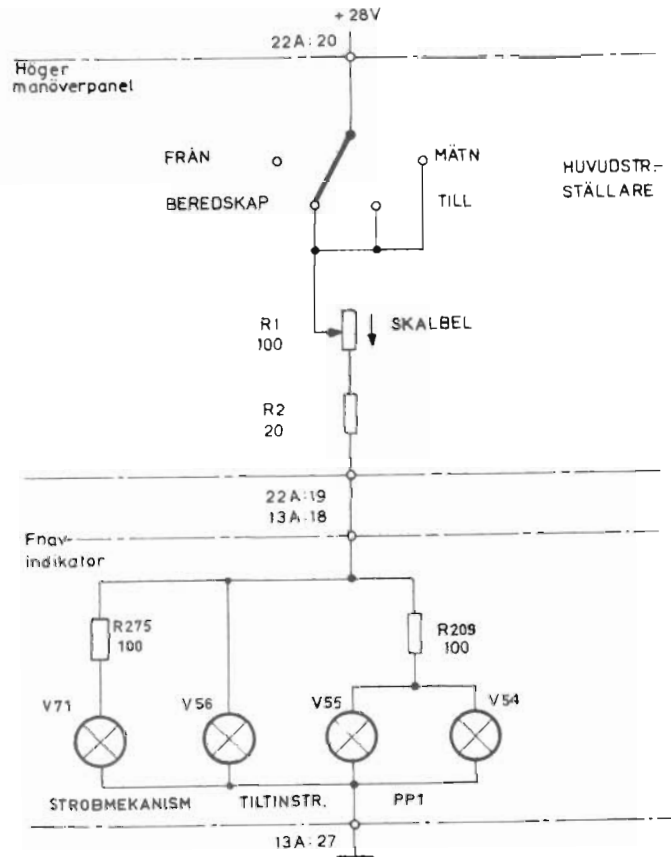 + 28V
22A:20
Höger
manöverpanel
FRÅN
MÄTN
HUVUDSTR.-
STÄLLARE
BEREDSKAP
TILL
R1
100
SKALBEL
R2
20
22A:19
13A:18
Fnav-
indikator
R275
100
R209
100
V71
V56
V55
V54
STROBMEKANISM
TILTINSTR.
PP1
13A:27